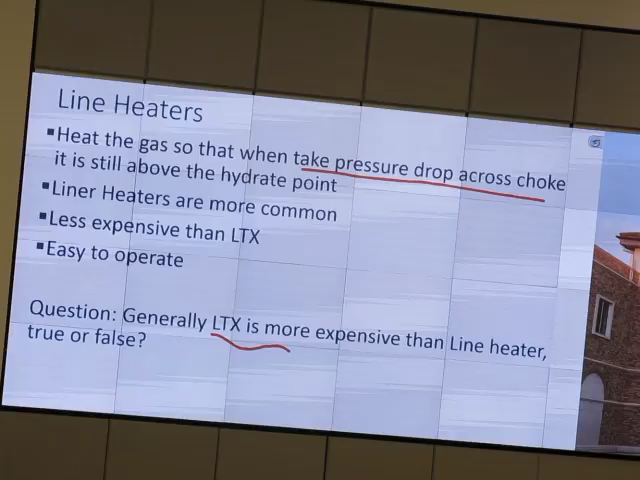 Line Heaters
▪Heat the gas so that when take pressure drop across choke
it is still above the hydrate point
▪Liner Heaters are more common
▪Less expensive than LTX
▪Easy to operate
Question: Generally LTX is more expensive than Line heater,
true or false?